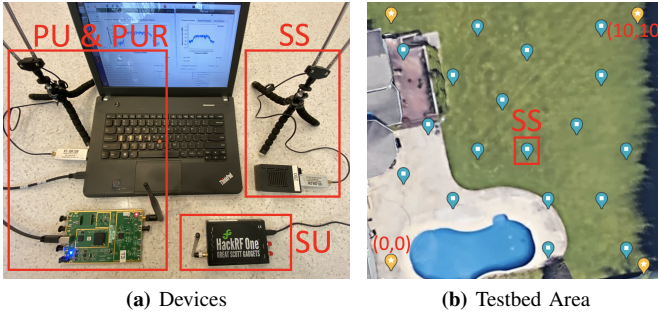 PU & PUR
SS
ThinkPad
HackRF One
GREAT SCOTT GADGETS
SU
(10,10)
SS
(0,0)
(a) Devices
(b) Testbed Area